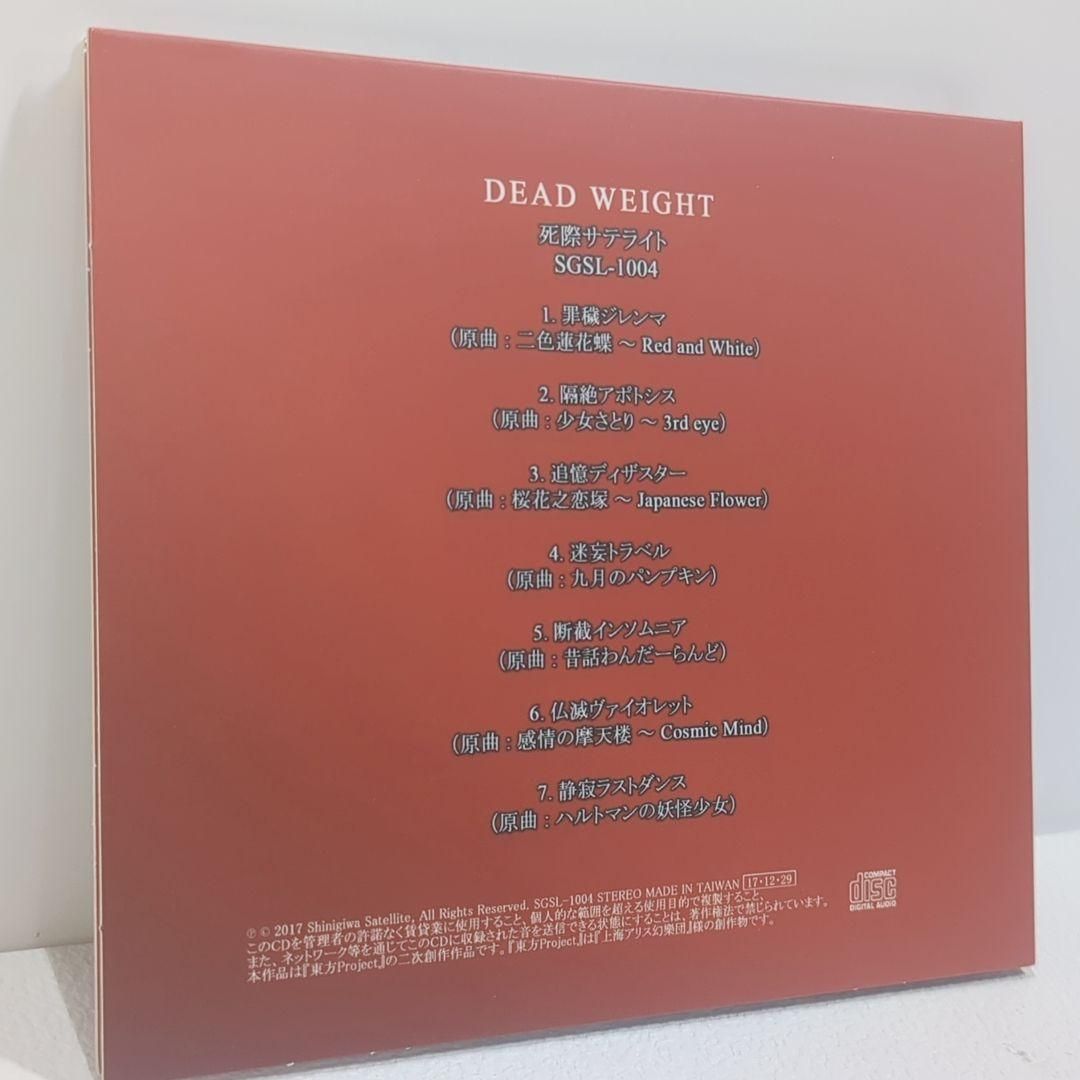 DEAD WEIGHT
死際サテライト
SGSL-1004
1. 罪穢ジレンマ
(原曲 : 二色蓮花蝶 ～ Red and White)
2. 隔絶アポトシス
(原曲 : 少女さとり ～ 3rd eye)
3. 追憶ディザスター
(原曲 : 桜花之恋塚 ～ Japanese Flower)
4. 迷妄トラベル
(原曲 : 九月のパンプキン)
5. 断截インソムニア
(原曲 : 昔話わんだーらんど)
6. 仏滅ヴァイオレット
(原曲 : 感情の摩天楼 ～ Cosmic Mind)
7. 静寂ラストダンス
(原曲 : ハルトマンの妖怪少女)
℗ © 2017 Shinigiwa Satellite, All Rights Reserved. SGSL-1004 STEREO MADE IN TAIWAN 17・12・29
このCDを管理者の許諾なく賃貸業に使用すること、個人的な範囲を超える使用目的で複製すること、
また、ネットワーク等を通じてこのCDに収録された音を送信できる状態にすることは、著作権法で禁じられています。
本作品は『東方Project』の二次創作作品です。『東方Project』は『上海アリス幻樂団』様の創作物です。
COMPACT
disc
DIGITAL AUDIO